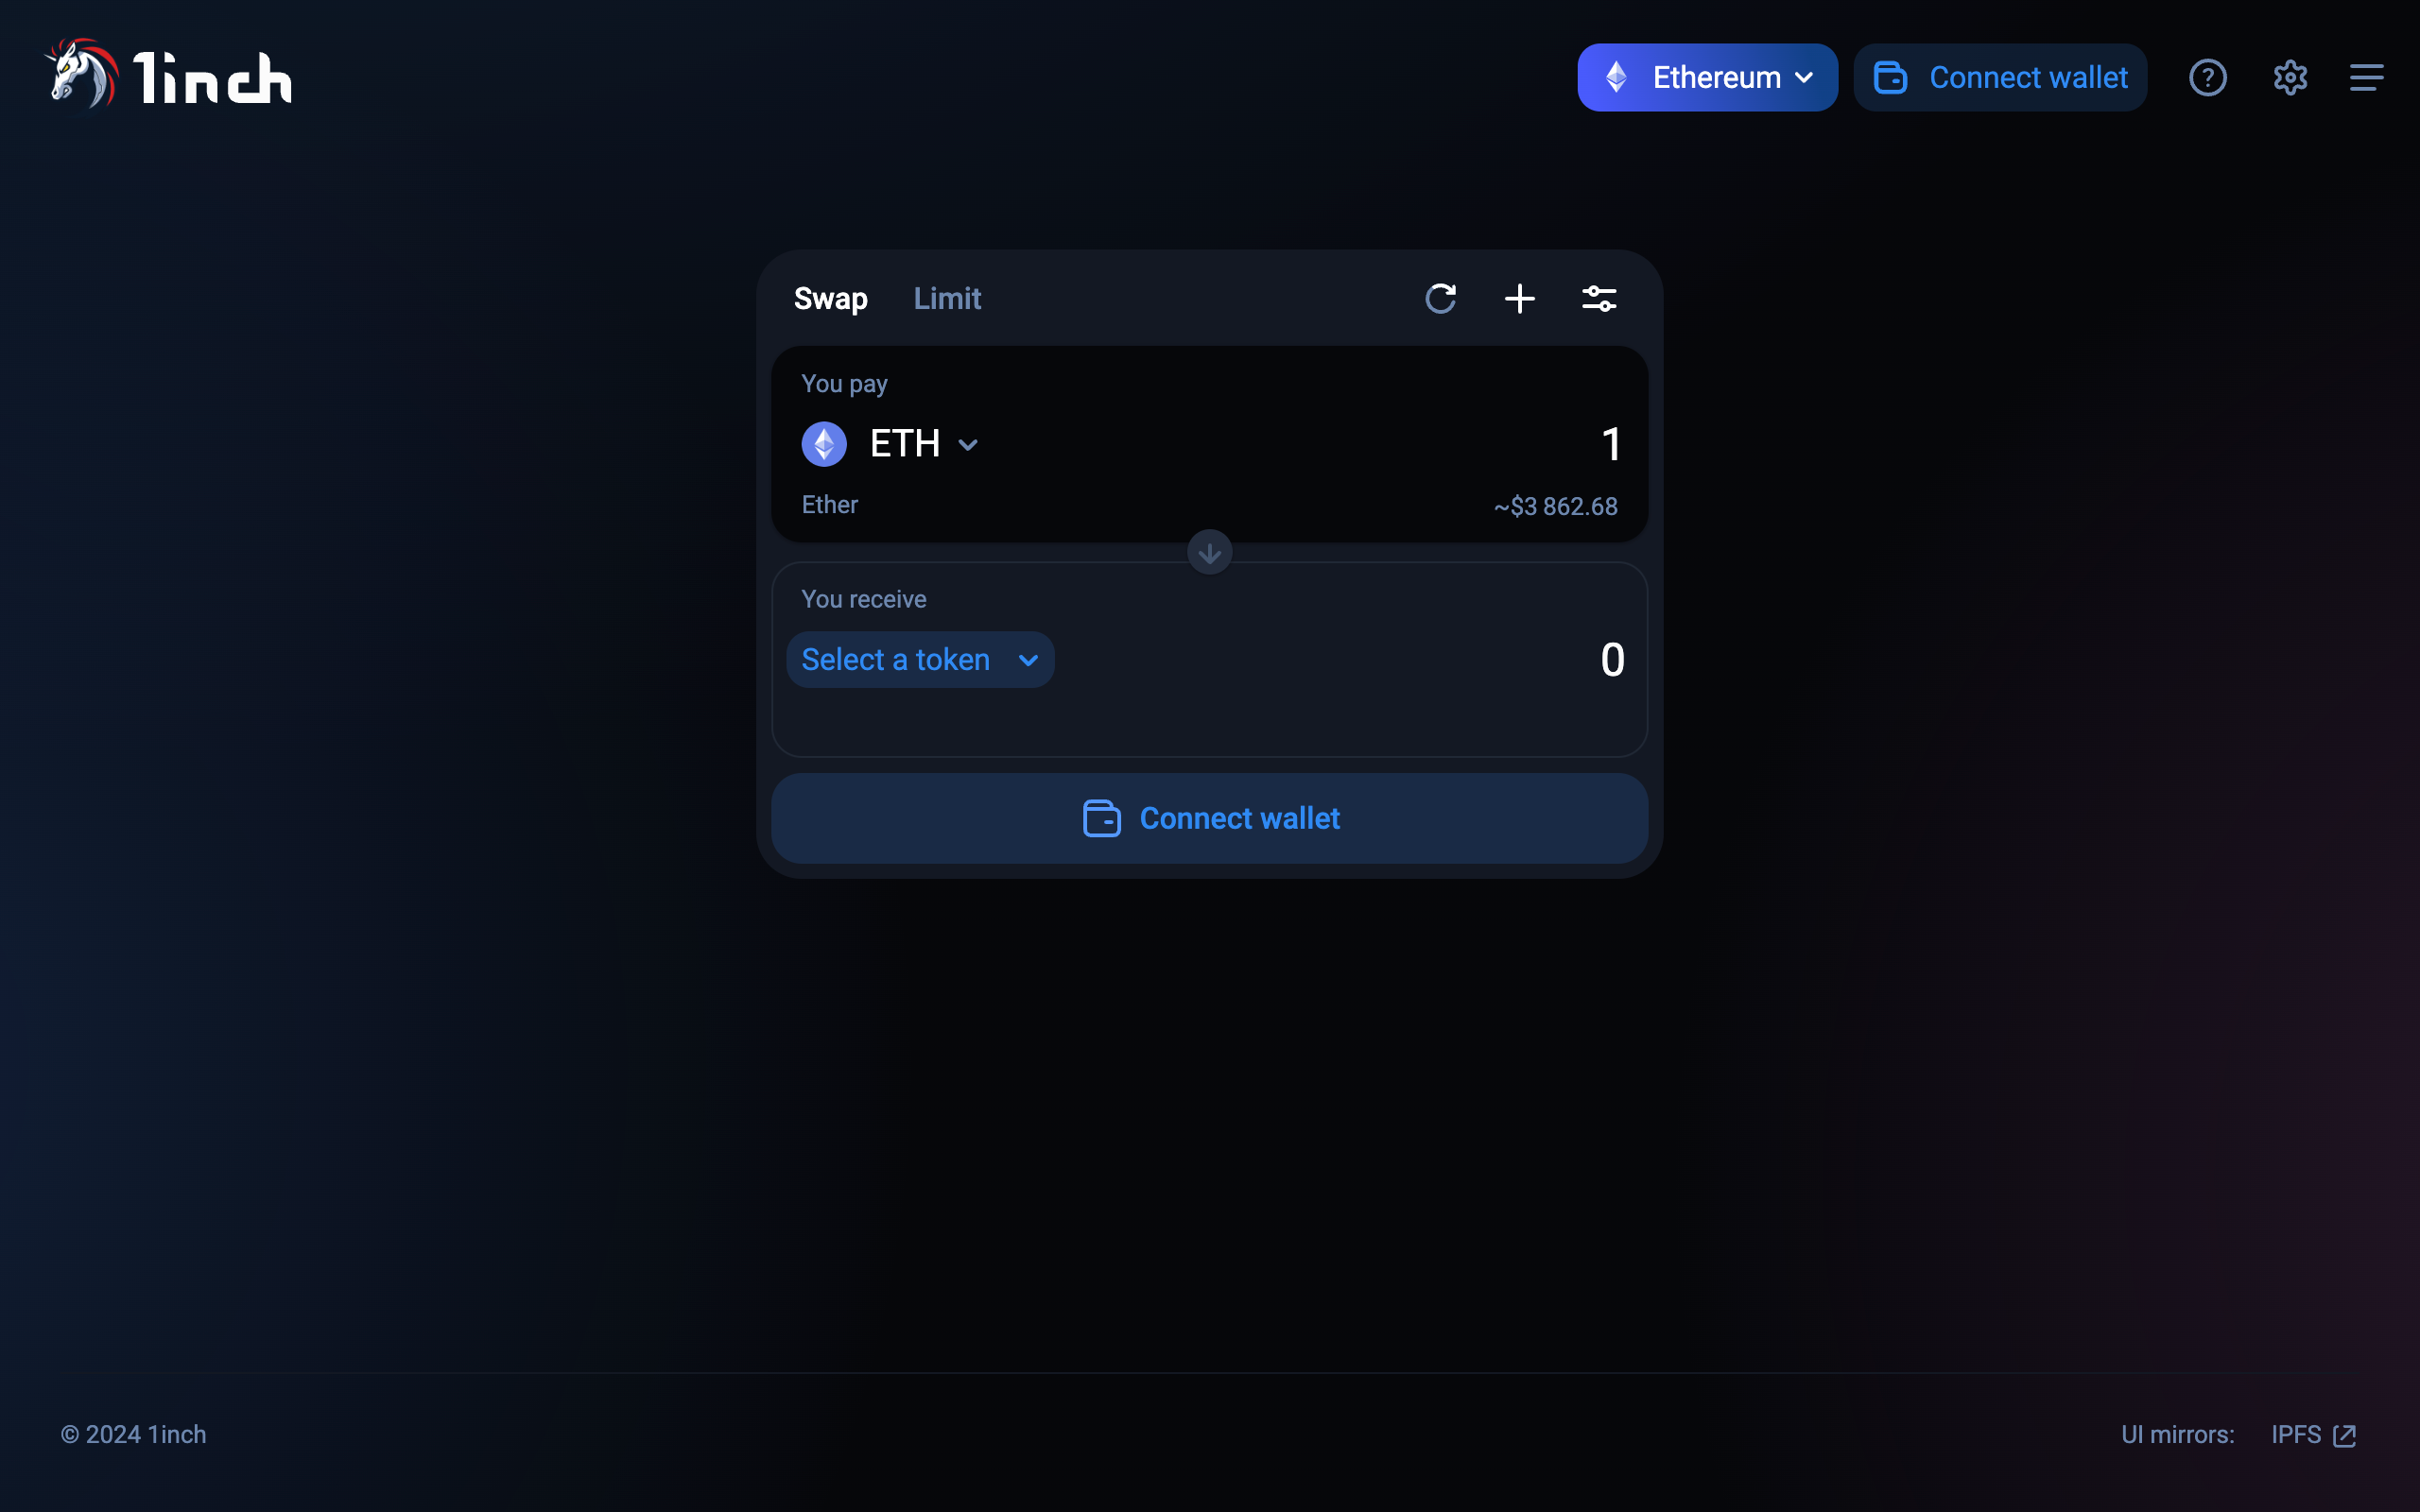 1inch
Ethereum
Connect wallet
Swap
Limit
You pay
ETH
1
Ether
~$3 862.68
You receive
Select a token
0
Connect wallet
© 2024 1inch
UI mirrors:
IPFS